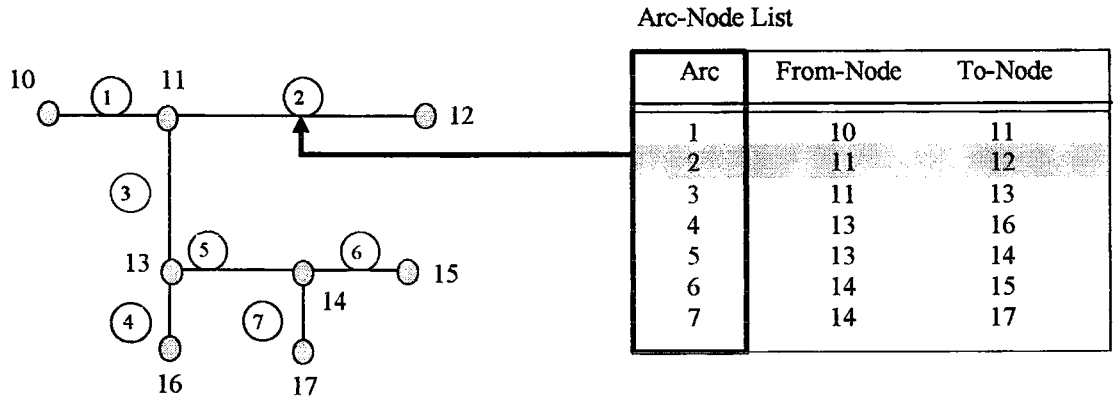 Arc-Node List
Arc From-Node To-Node
1 10 11
2 11 12
3 11 13
4 13 16
5 13 14
6 14 15
7 14 17
10 1 11 2 12
3
13 5 6 15
14
4 7
16 17